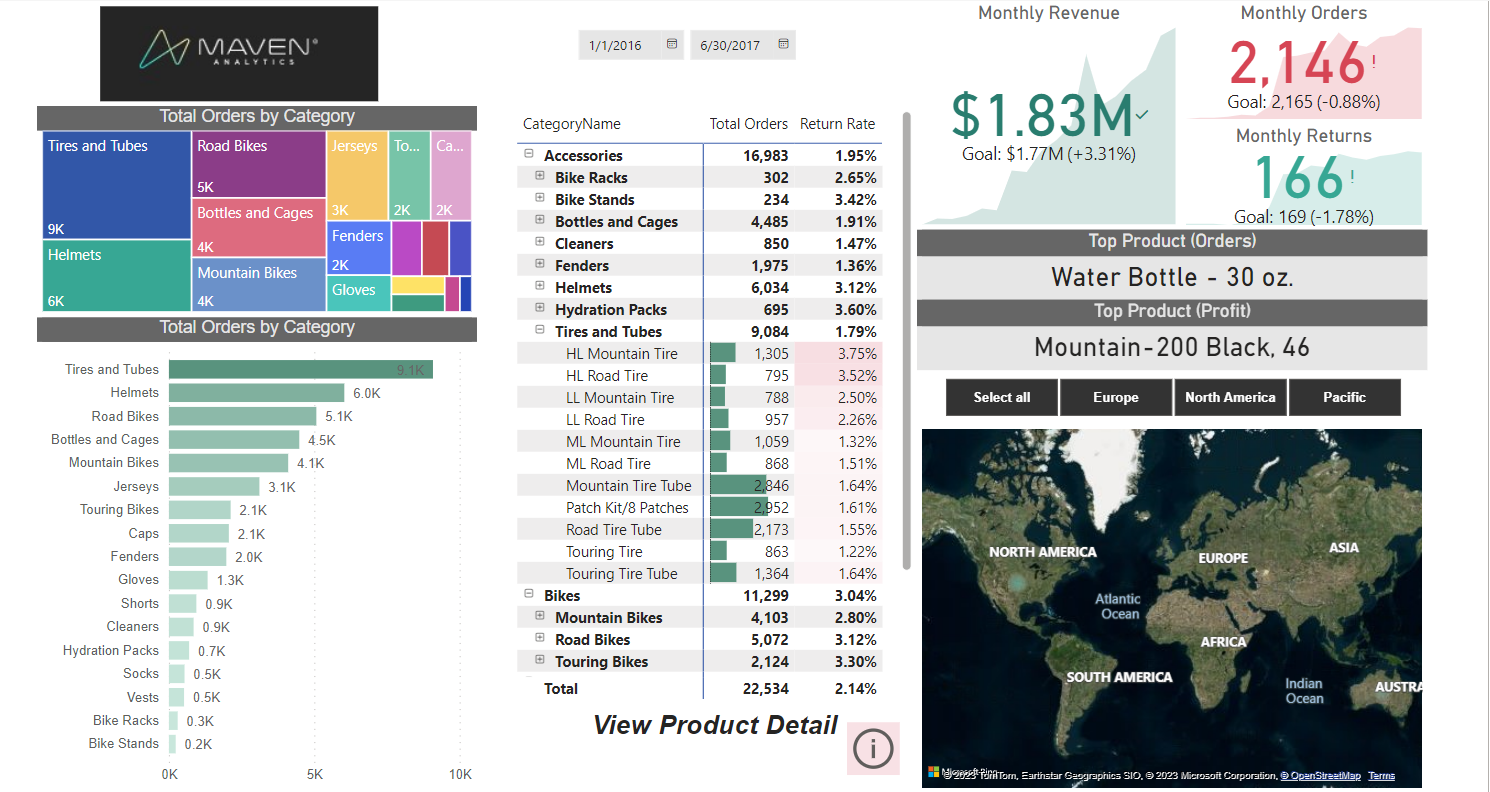 MAVEN®
ANALYTICS
1/1/2016
6/30/2017
Total Orders by Category
Tires and Tubes
9K
Helmets
6K
Road Bikes
5K
Bottles and Cages
4K
Mountain Bikes
4K
Jerseys
3K
To...
2K
Ca...
2K
Fenders
2K
Gloves
Total Orders by Category
Tires and Tubes 9.1K
Helmets 6.0K
Road Bikes 5.1K
Bottles and Cages 4.5K
Mountain Bikes 4.1K
Jerseys 3.1K
Touring Bikes 2.1K
Caps 2.1K
Fenders 2.0K
Gloves 1.3K
Shorts 0.9K
Cleaners 0.9K
Hydration Packs 0.7K
Socks 0.5K
Vests 0.5K
Bike Racks 0.3K
Bike Stands 0.2K
0K 5K 10K
CategoryName Total Orders Return Rate
Accessories 16,983 1.95%
Bike Racks 302 2.65%
Bike Stands 234 3.42%
Bottles and Cages 4,485 1.91%
Cleaners 850 1.47%
Fenders 1,975 1.36%
Helmets 6,034 3.12%
Hydration Packs 695 3.60%
Tires and Tubes 9,084 1.79%
HL Mountain Tire 1,305 3.75%
HL Road Tire 795 3.52%
LL Mountain Tire 788 2.50%
LL Road Tire 957 2.26%
ML Mountain Tire 1,059 1.32%
ML Road Tire 868 1.51%
Mountain Tire Tube 2,846 1.64%
Patch Kit/8 Patches 2,952 1.61%
Road Tire Tube 2,173 1.55%
Touring Tire 863 1.22%
Touring Tire Tube 1,364 1.64%
Bikes 11,299 3.04%
Mountain Bikes 4,103 2.80%
Road Bikes 5,072 3.12%
Touring Bikes 2,124 3.30%
Total 22,534 2.14%
View Product Detail
i
Monthly Revenue
$1.83M
Goal: $1.77M (+3.31%)
Monthly Orders
2,146!
Goal: 2,165 (-0.88%)
Monthly Returns
166!
Goal: 169 (-1.78%)
Top Product (Orders)
Water Bottle - 30 oz.
Top Product (Profit)
Mountain-200 Black, 46
Select all
Europe
North America
Pacific
NORTH AMERICA
EUROPE
ASIA
Atlantic
Ocean
AFRICA
SOUTH AMERICA
Indian
Ocean
AUSTRA
Microsoft Bing
© 2023 TomTom, Earthstar Geographics SIO, © 2023 Microsoft Corporation, © OpenStreetMap Terms